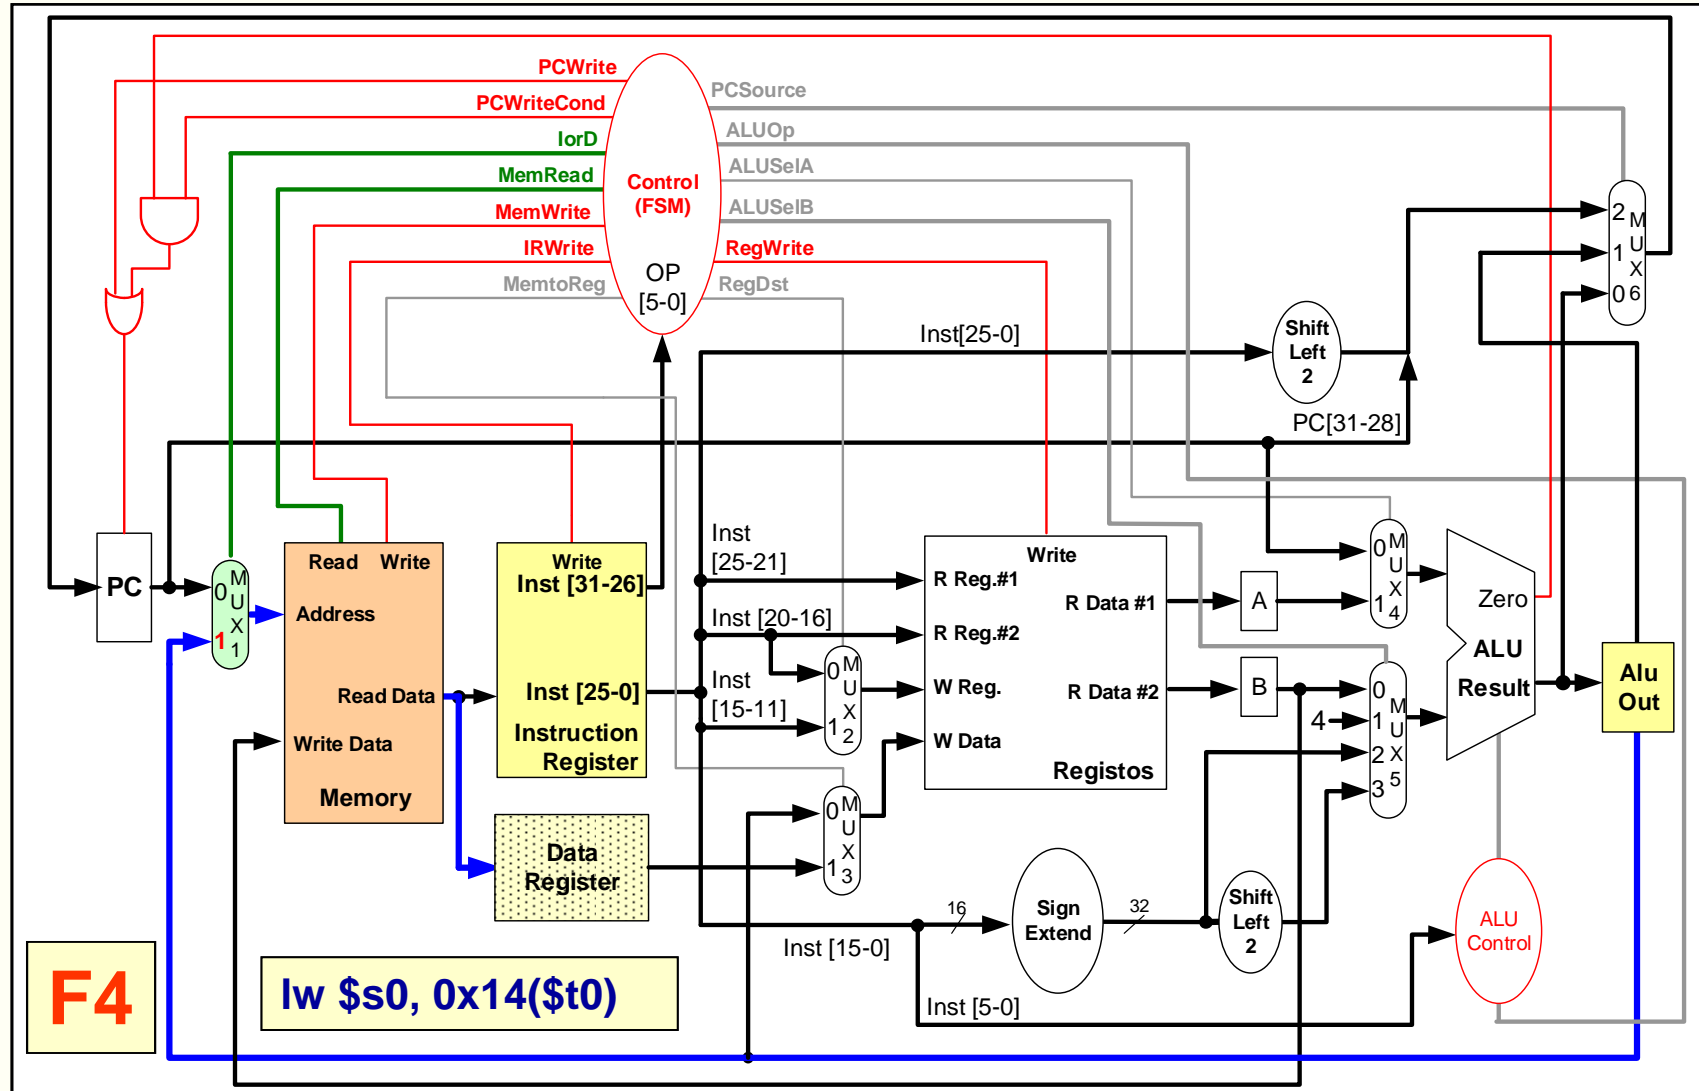 PCWrite
PCWriteCond
IorD
MemRead
MemWrite
IRWrite
MemtoReg
Control
(FSM)
OP
[5-0]
PCSource
ALUOp
ALUSelA
ALUSelB
RegWrite
RegDst
2
1
0
M
U
X
6
Inst[25-0]
Shift
Left
2
PC[31-28]
PC
0
1
M
U
X
1
Read
Write
Address
Read Data
Write Data
Memory
Write
Inst [31-26]
Inst [25-0]
Instruction
Register
Data
Register
Inst
[25-21]
Inst [20-16]
Inst
[15-11]
0
1
M
U
X
2
0
1
M
U
X
3
Write
R Reg.#1
R Reg.#2
W Reg.
W Data
R Data #1
R Data #2
Registos
A
B
0
1
M
U
X
4
4
0
1
2
3
M
U
X
5
Zero
ALU
Result
Alu
Out
Inst [15-0]
16
Sign
Extend
32
Shift
Left
2
ALU
Control
Inst [5-0]
F4
lw $s0, 0x14($t0)